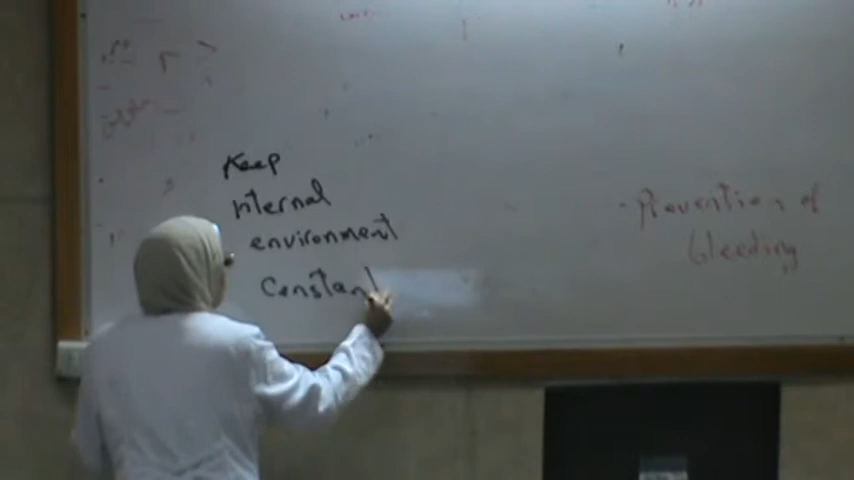 Keep
internal
environment
Constant
. Prevention of
bleeding